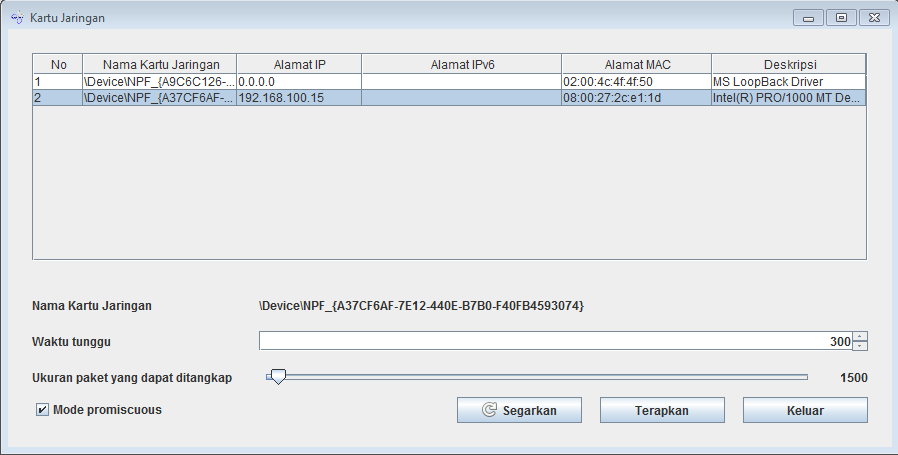 Kartu Jaringan
No Nama Kartu Jaringan Alamat IP Alamat IPv6 Alamat MAC Deskripsi
1 \Device\NPF_{A9C6C126-... 0.0.0.0 02:00:4c:4f:4f:50 MS LoopBack Driver
2 \Device\NPF_{A37CF6AF-... 192.168.100.15 08:00:27:2c:e1:1d Intel(R) PRO/1000 MT De...
Nama Kartu Jaringan \Device\NPF_{A37CF6AF-7E12-440E-B7B0-F40FB4593074}
Waktu tunggu 300
Ukuran paket yang dapat ditangkap 1500
Mode promiscuous Segarkan Terapkan Keluar